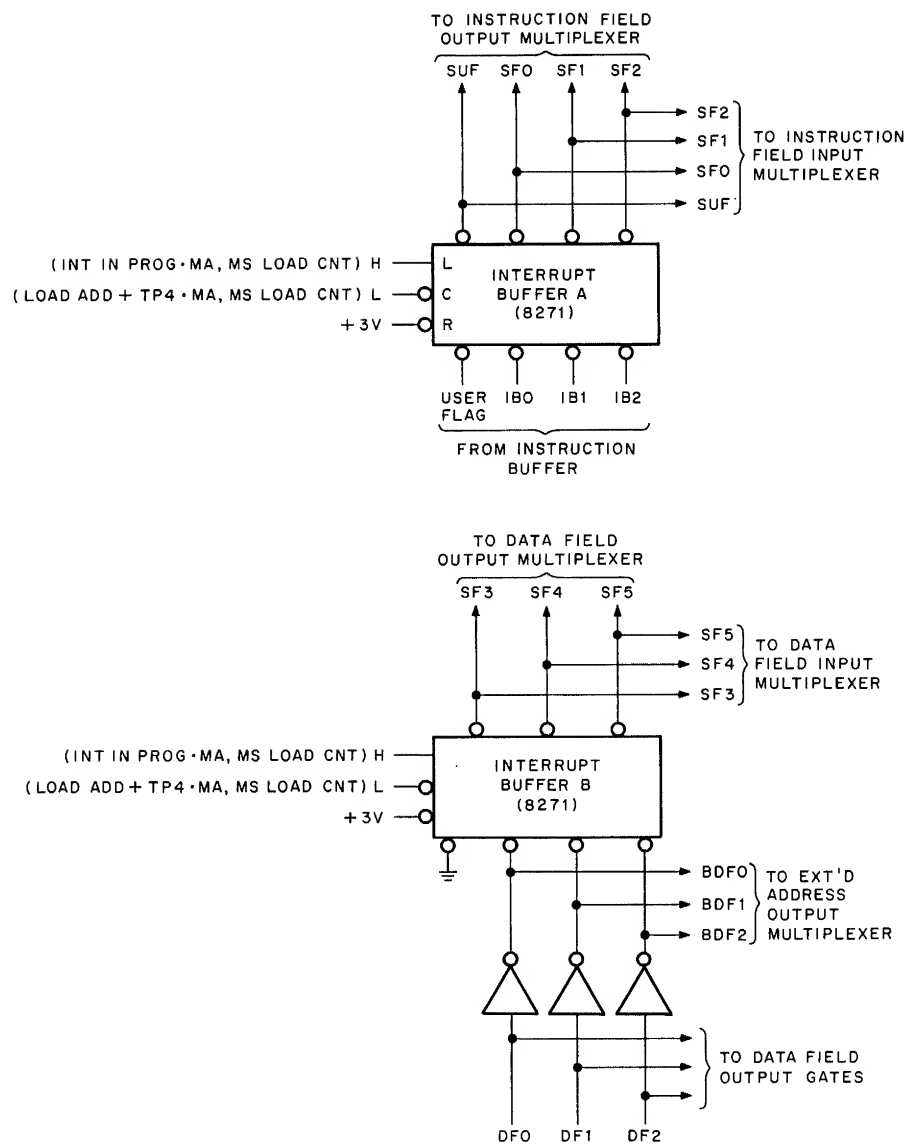 TO INSTRUCTION FIELD
OUTPUT MULTIPLEXER
SUF SF0 SF1 SF2
SF2
SF1
SF0
SUF
TO INSTRUCTION
FIELD INPUT
MULTIPLEXER
(INT IN PROG·MA, MS LOAD CNT) H
(LOAD ADD + TP4·MA, MS LOAD CNT) L
+3V
L
C
R
INTERRUPT
BUFFER A
(8271)
USER
FLAG
IB0 IB1 IB2
FROM INSTRUCTION
BUFFER
TO DATA FIELD
OUTPUT MULTIPLEXER
SF3 SF4 SF5
SF5
SF4
SF3
TO DATA
FIELD INPUT
MULTIPLEXER
(INT IN PROG·MA, MS LOAD CNT) H
(LOAD ADD + TP4·MA, MS LOAD CNT) L
+3V
INTERRUPT
BUFFER B
(8271)
BDF0
BDF1
BDF2
TO EXT'D
ADDRESS
OUTPUT
MULTIPLEXER
TO DATA FIELD
OUTPUT GATES
DF0 DF1 DF2